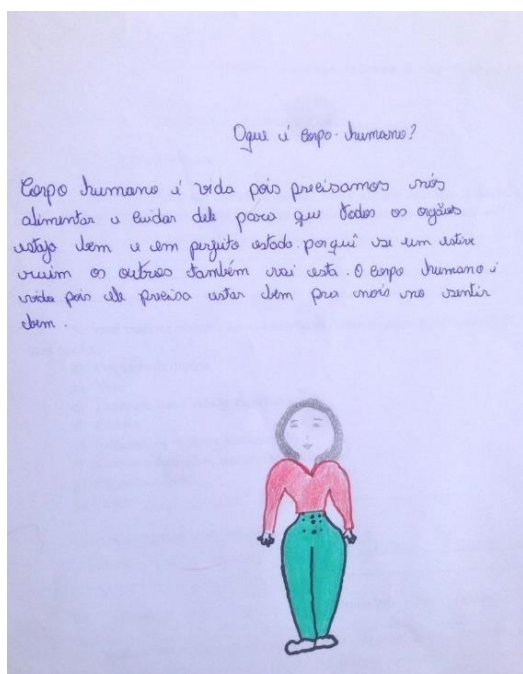 Oque é corpo-humano?
Corpo humano é vida pois precisamos nós
alimentar e cuidar dele para que todos os orgãos
estajo bem e em perfeito estado. porquê se um estive
ruim os outros também vai esta. O corpo humano é
vida pois ele precisa estar bem pra nois no sentir
bem.